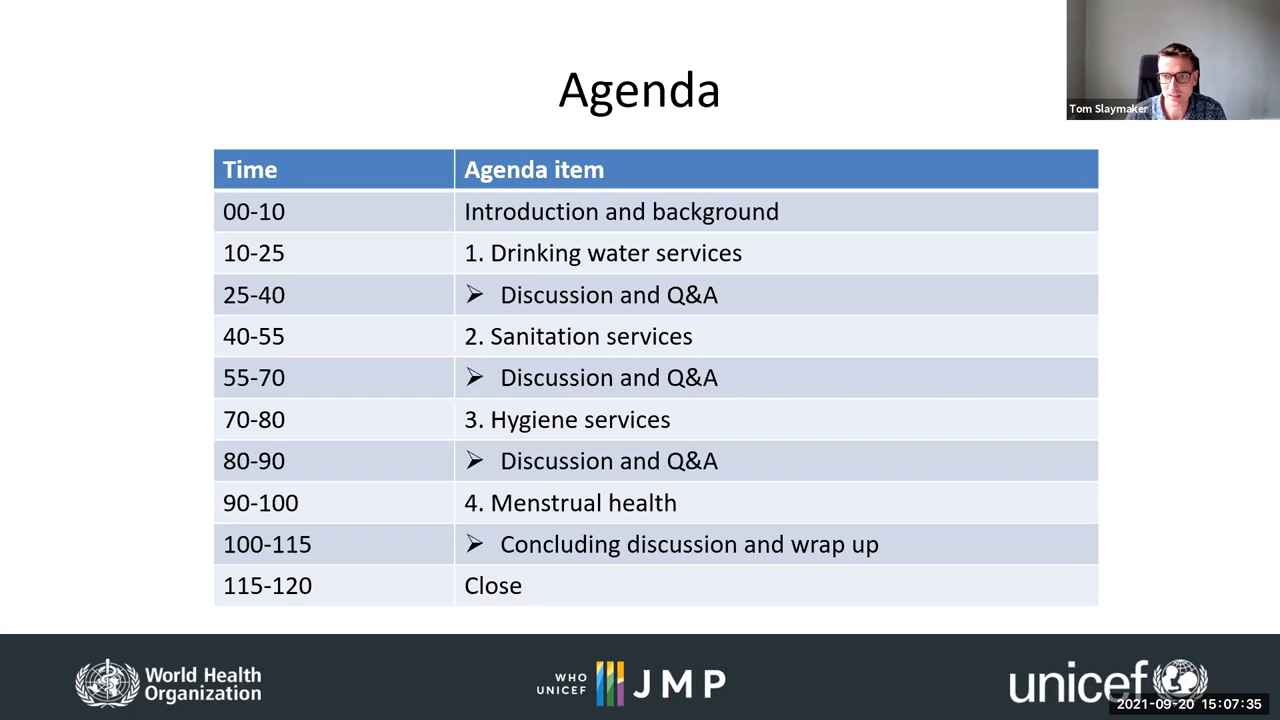 Agenda
Tom Slaymaker
Time Agenda item
00-10 Introduction and background
10-25 1. Drinking water services
25-40 ➢ Discussion and Q&A
40-55 2. Sanitation services
55-70 ➢ Discussion and Q&A
70-80 3. Hygiene services
80-90 ➢ Discussion and Q&A
90-100 4. Menstrual health
100-115 ➢ Concluding discussion and wrap up
115-120 Close
World Health
Organization
WHO
UNICEF
JMP
unicef
2021-09-20 15:07:35